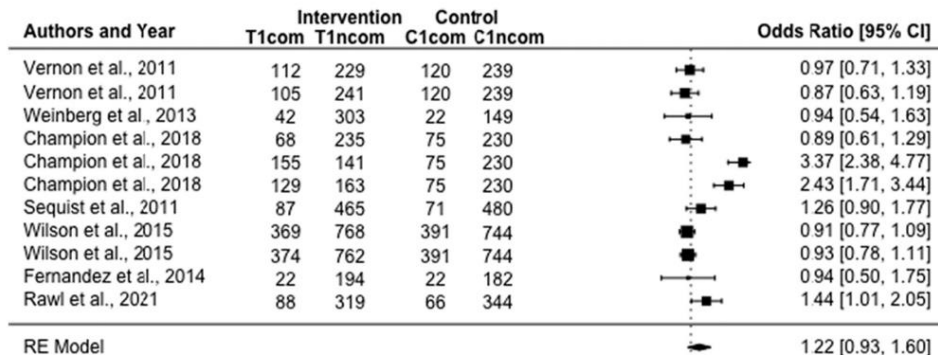 Intervention Control
Authors and Year T1com T1ncom C1com C1ncom Odds Ratio [95% CI]
Vernon et al., 2011 112 229 120 239 0.97 [0.71, 1.33]
Vernon et al., 2011 105 241 120 239 0.87 [0.63, 1.19]
Weinberg et al., 2013 42 303 22 149 0.94 [0.54, 1.63]
Champion et al., 2018 68 235 75 230 0.89 [0.61, 1.29]
Champion et al., 2018 155 141 75 230 3.37 [2.38, 4.77]
Champion et al., 2018 129 163 75 230 2.43 [1.71, 3.44]
Sequist et al., 2011 87 465 71 480 1.26 [0.90, 1.77]
Wilson et al., 2015 369 768 391 744 0.91 [0.77, 1.09]
Wilson et al., 2015 374 762 391 744 0.93 [0.78, 1.11]
Fernandez et al., 2014 22 194 22 182 0.94 [0.50, 1.75]
Rawl et al., 2021 88 319 66 344 1.44 [1.01, 2.05]
RE Model 1.22 [0.93, 1.60]